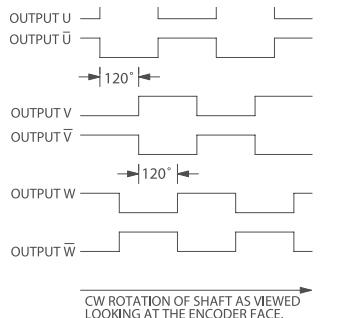 OUTPUT U
OUTPUT U̅
120°
OUTPUT V
OUTPUT V̅
120°
OUTPUT W
OUTPUT W̅
CW ROTATION OF SHAFT AS VIEWED
LOOKING AT THE ENCODER FACE.